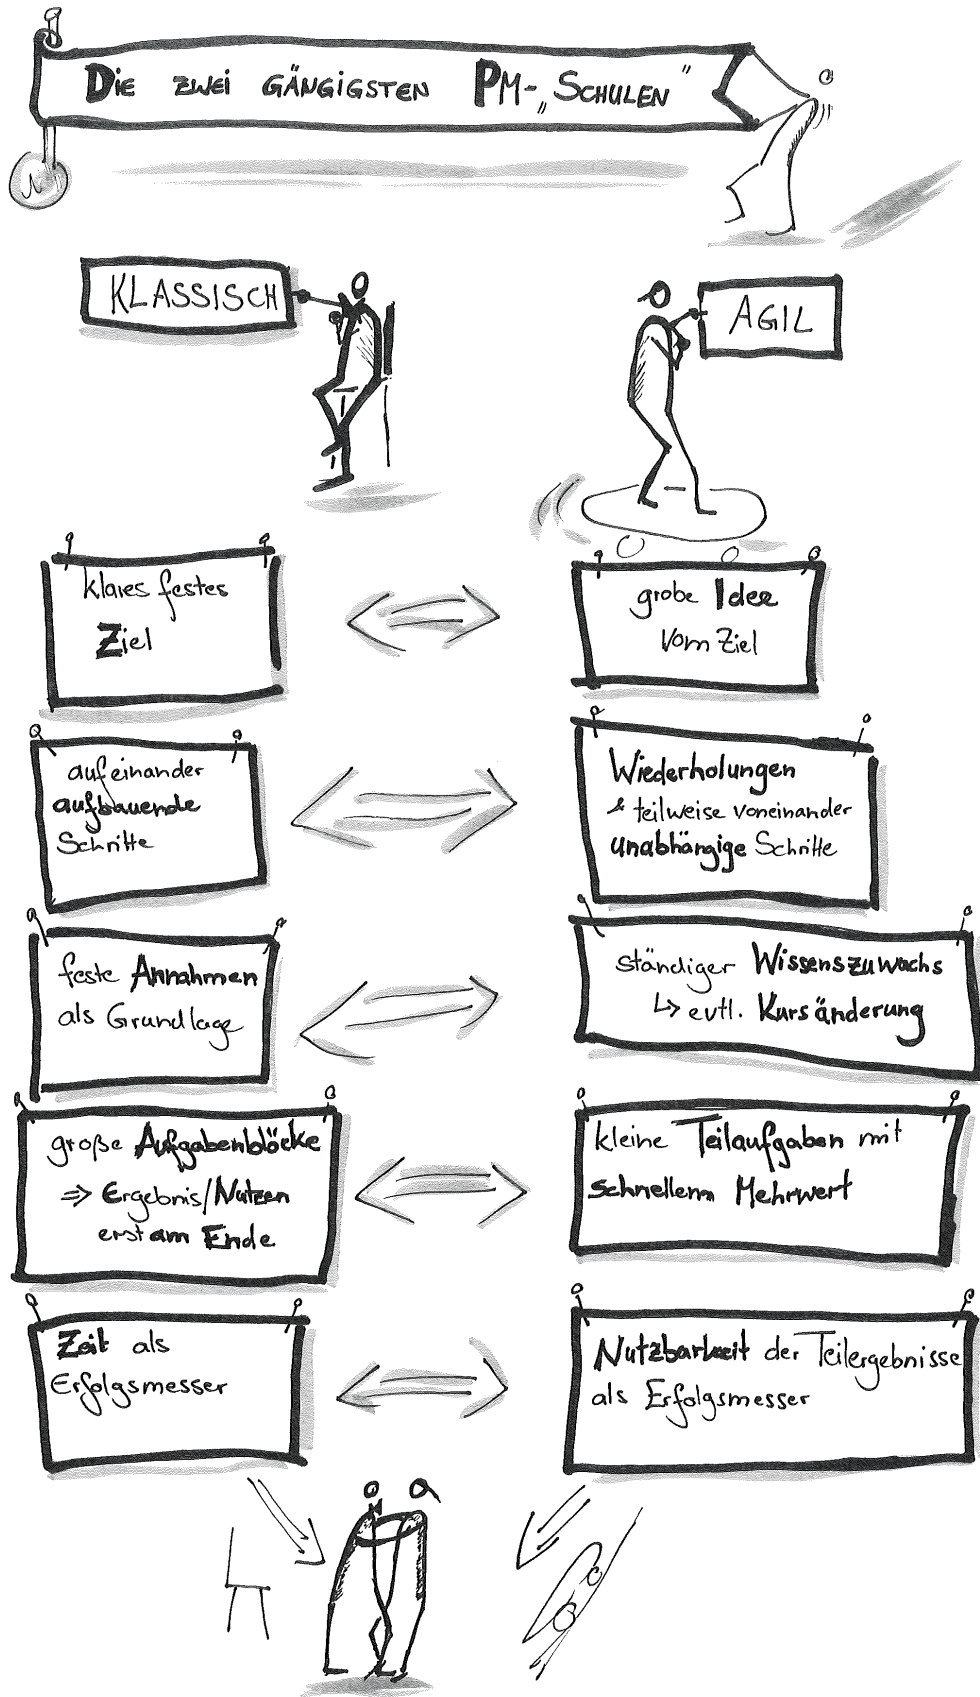 Die zwei gängigsten PM-„Schulen"
KLASSISCH
AGIL
klares festes
Ziel
grobe Idee
vom Ziel
aufeinander
aufbauende
Schritte
Wiederholungen
& teilweise voneinander
unabhängige Schritte
feste Annahmen
als Grundlage
ständiger Wissenszuwachs
↳ evtl. Kursänderung
große Aufgabenblöcke
⇒ Ergebnis/Nutzen
erst am Ende
kleine Teilaufgaben mit
schnellem Mehrwert
Zeit als
Erfolgsmesser
Nutzbarkeit der Teilergebnisse
als Erfolgsmesser